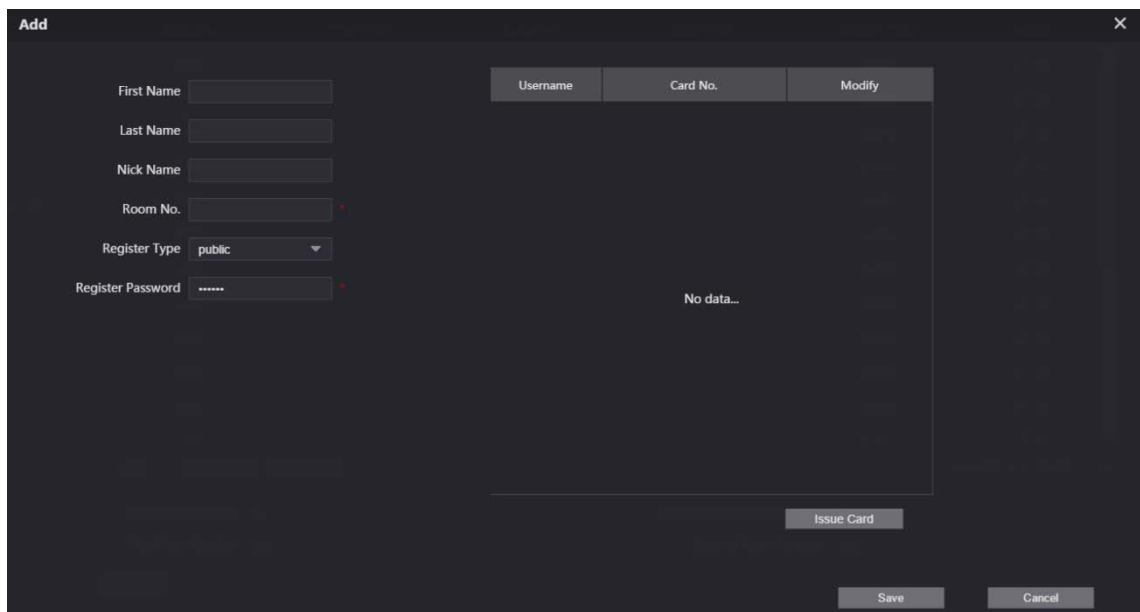 Add
First Name
Last Name
Nick Name
Room No. *
Register Type public
Register Password •••••• *
Username Card No. Modify
No data...
Issue Card
Save Cancel